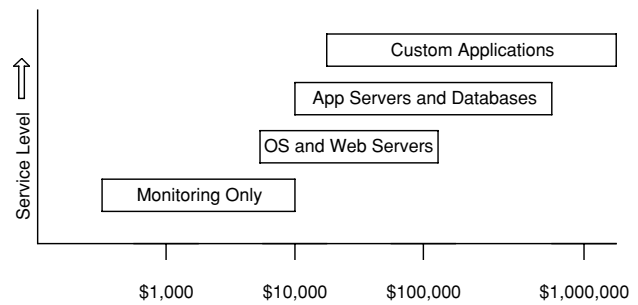 Custom Applications
App Servers and Databases
OS and Web Servers
Monitoring Only
Service Level
$1,000
$10,000
$100,000
$1,000,000